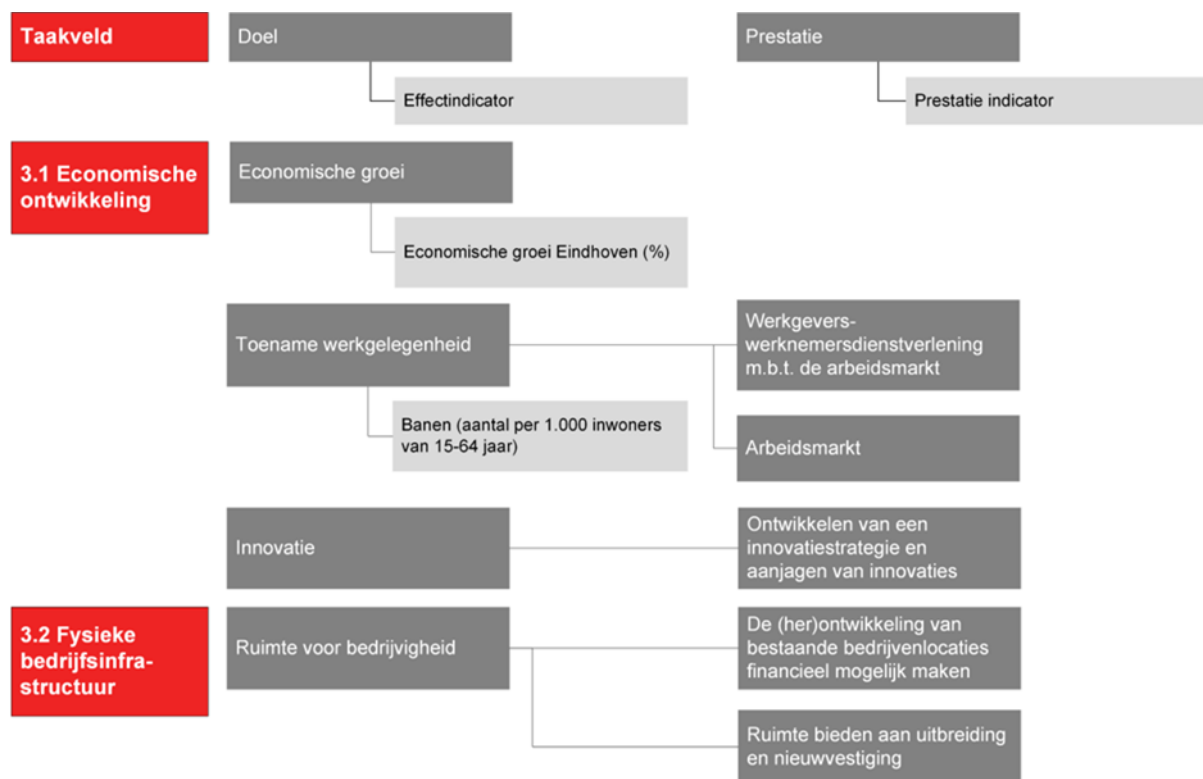 Taakveld
Doel
Prestatie
Effectindicator
Prestatie indicator
3.1 Economische
ontwikkeling
Economische groei
Economische groei Eindhoven (%)
Toename werkgelegenheid
Werkgevers-
werknemersdienstverlening
m.b.t. de arbeidsmarkt
Banen (aantal per 1.000 inwoners
van 15-64 jaar)
Arbeidsmarkt
Innovatie
Ontwikkelen van een
innovatiestrategie en
aanjagen van innovaties
3.2 Fysieke
bedrijfsinfra-
structuur
Ruimte voor bedrijvigheid
De (her)ontwikkeling van
bestaande bedrijvenlocaties
financieel mogelijk maken
Ruimte bieden aan uitbreiding
en nieuwvestiging